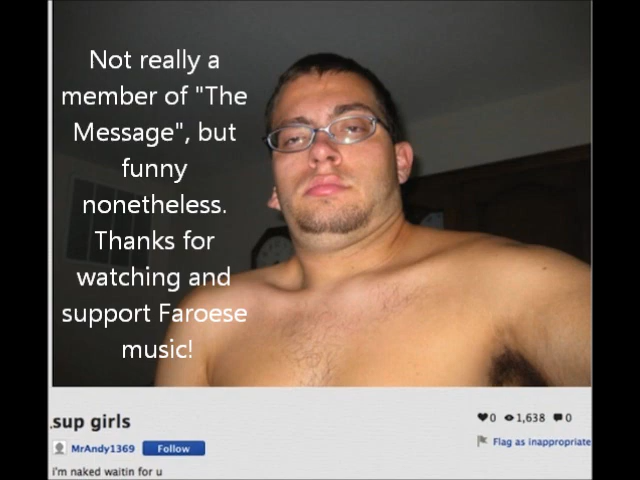 Not really a
member of "The
Message", but
funny
nonetheless.
Thanks for
watching and
support Faroese
music!
sup girls
0 1,638 0
MrAndy1369 Follow
Flag as inappropriate
i'm naked waitin for u